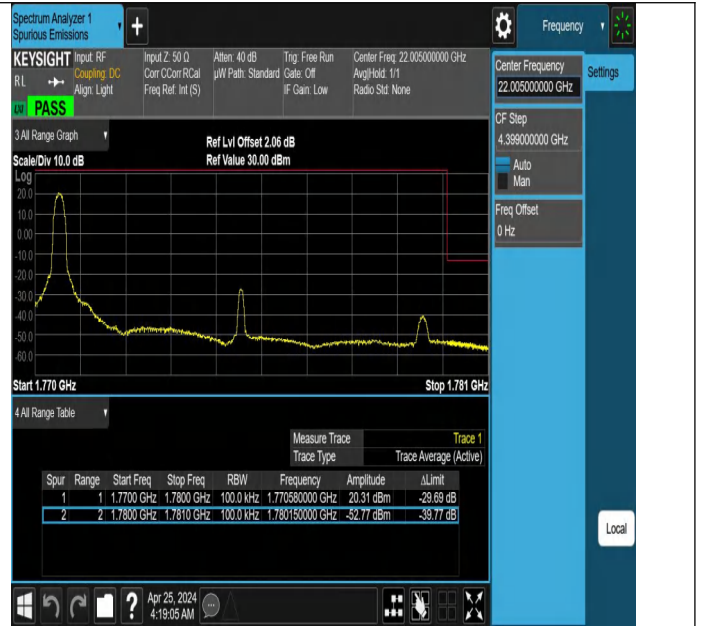 Spectrum Analyzer 1
Spurious Emissions
Frequency
KEYSIGHT Input: RF Input Z: 50 Ω Atten: 40 dB Trig: Free Run Center Freq: 22.005000000 GHz
RL Coupling: DC Corr CCorr RCal µW Path: Standard Gate: Off Avg|Hold: 1/1
Align: Light Freq Ref: Int (S) IF Gain: Low Radio Std: None
PASS
Center Frequency
22.005000000 GHz
Settings
CF Step
4.399000000 GHz
Auto
Man
Freq Offset
0 Hz
3 All Range Graph
Ref Lvl Offset 2.06 dB
Scale/Div 10.0 dB Ref Value 30.00 dBm
Log
20.0
10.0
0.00
-10.0
-20.0
-30.0
-40.0
-50.0
-60.0
Start 1.770 GHz Stop 1.781 GHz
4 All Range Table
Measure Trace Trace 1
Trace Type Trace Average (Active)
Spur Range Start Freq Stop Freq RBW Frequency Amplitude ΔLimit
1 1 1.7700 GHz 1.7800 GHz 100.0 kHz 1.770580000 GHz 20.31 dBm -29.69 dB
2 2 1.7800 GHz 1.7810 GHz 100.0 kHz 1.780150000 GHz -52.77 dBm -39.77 dB
Local
? Apr 25, 2024
4:19:05 AM